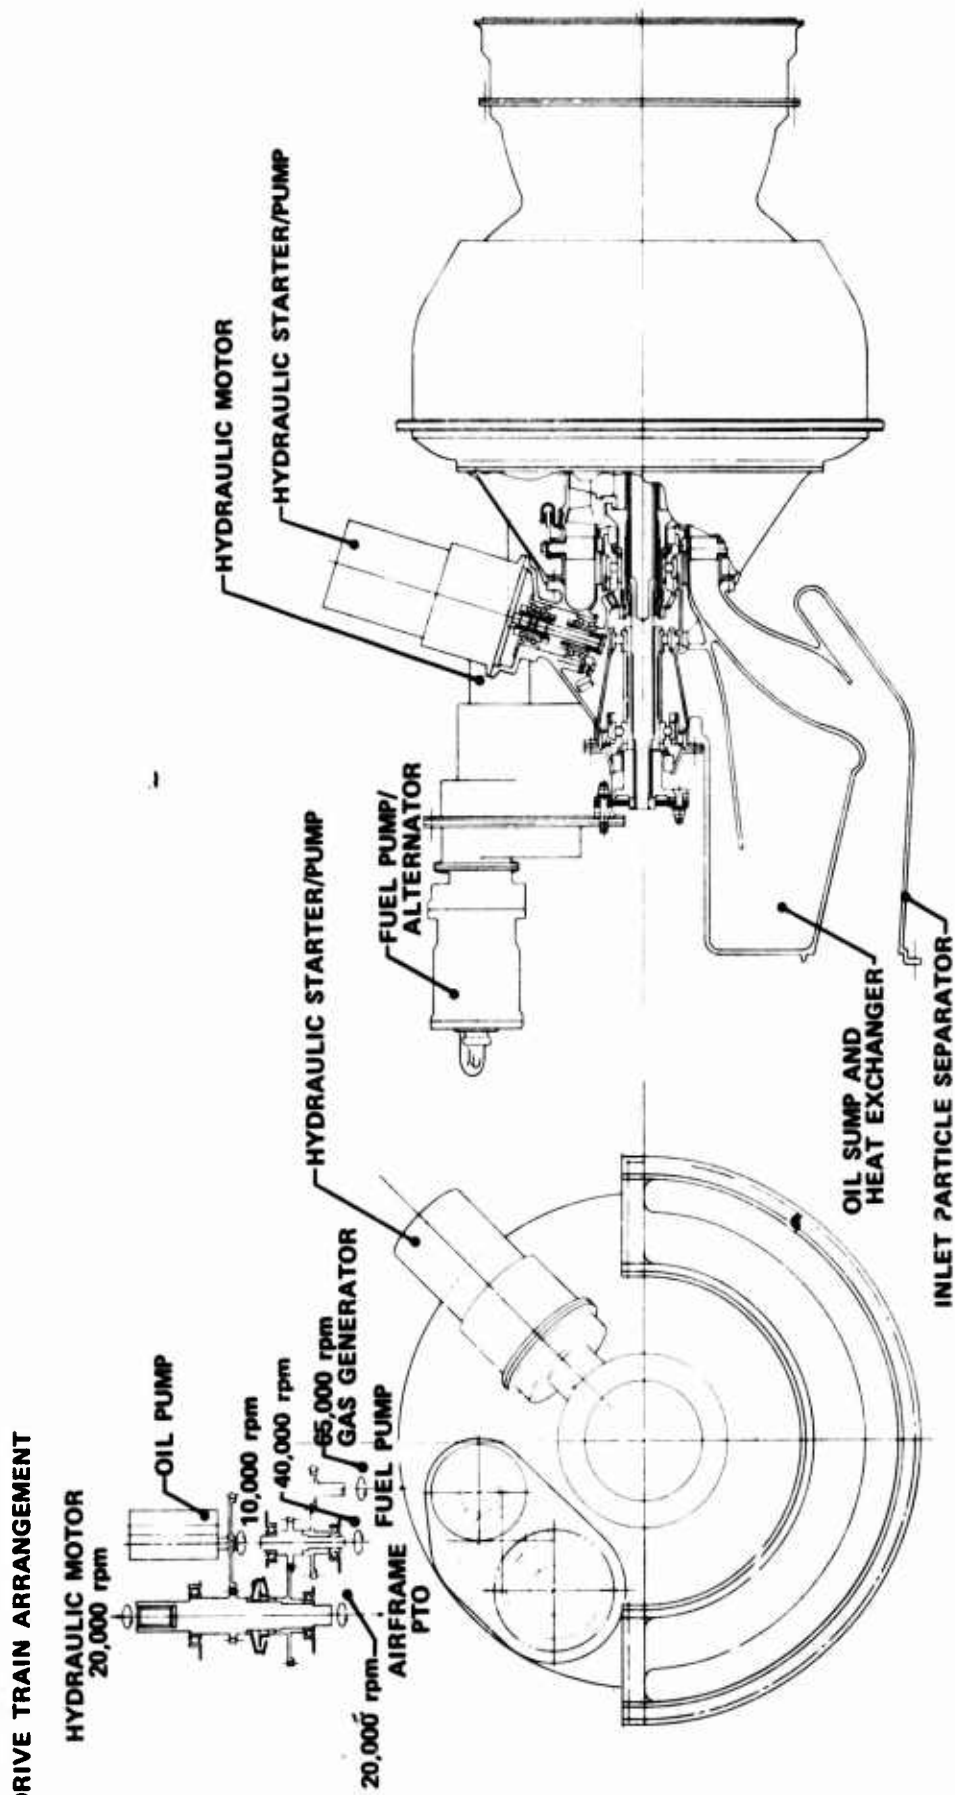 DRIVE TRAIN ARRANGEMENT
HYDRAULIC MOTOR
20,000 rpm
OIL PUMP
10,000 rpm
40,000 rpm
65,000 rpm
GAS GENERATOR
20,000 rpm
AIRFRAME
PTO
FUEL PUMP
HYDRAULIC STARTER/PUMP
FUEL PUMP/
ALTERNATOR
HYDRAULIC MOTOR
HYDRAULIC STARTER/PUMP
OIL SUMP AND
HEAT EXCHANGER
INLET PARTICLE SEPARATOR